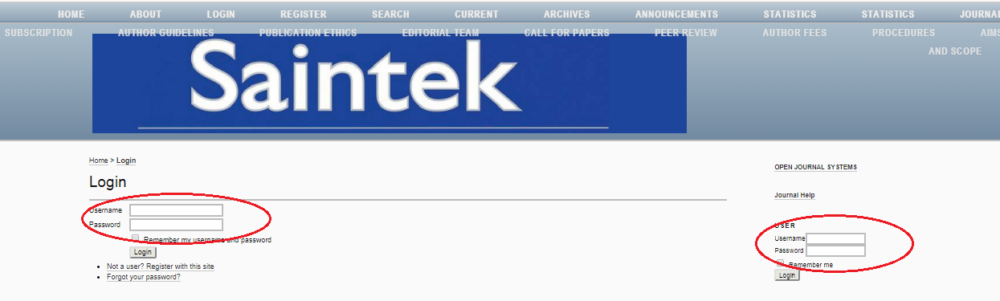 HOME ABOUT LOGIN REGISTER SEARCH CURRENT ARCHIVES ANNOUNCEMENTS STATISTICS STATISTICS JOURNAL
SUBSCRIPTION AUTHOR GUIDELINES PUBLICATION ETHICS EDITORIAL TEAM CALL FOR PAPERS PEER REVIEW AUTHOR FEES PROCEDURES AIMS
AND SCOPE
Saintek
Home > Login
Login
Username
Password
Remember my username and password
Login
Not a user? Register with this site
Forgot your password?
OPEN JOURNAL SYSTEMS
Journal Help
USER
Username
Password
Remember me
Login